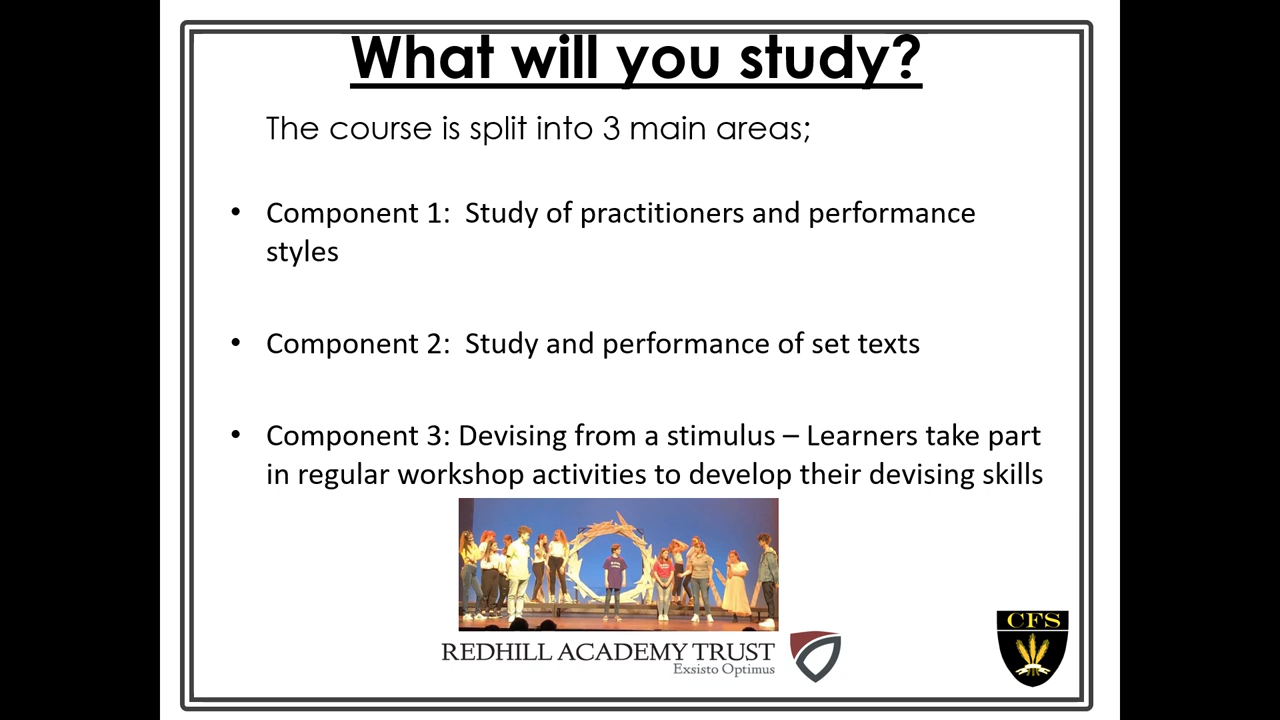 What will you study?
The course is split into 3 main areas;
• Component 1:  Study of practitioners and performance
styles
• Component 2:  Study and performance of set texts
• Component 3: Devising from a stimulus – Learners take part
in regular workshop activities to develop their devising skills
REDHILL ACADEMY TRUST
Exsisto Optimus
CFS